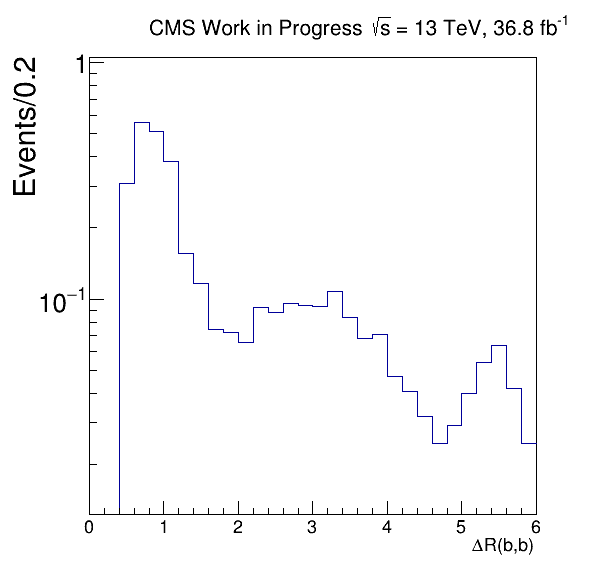 CMS Work in Progress √s = 13 TeV, 36.8 fb⁻¹
Events/0.2
1
10⁻¹
0 1 2 3 4 5 6
ΔR(b,b)